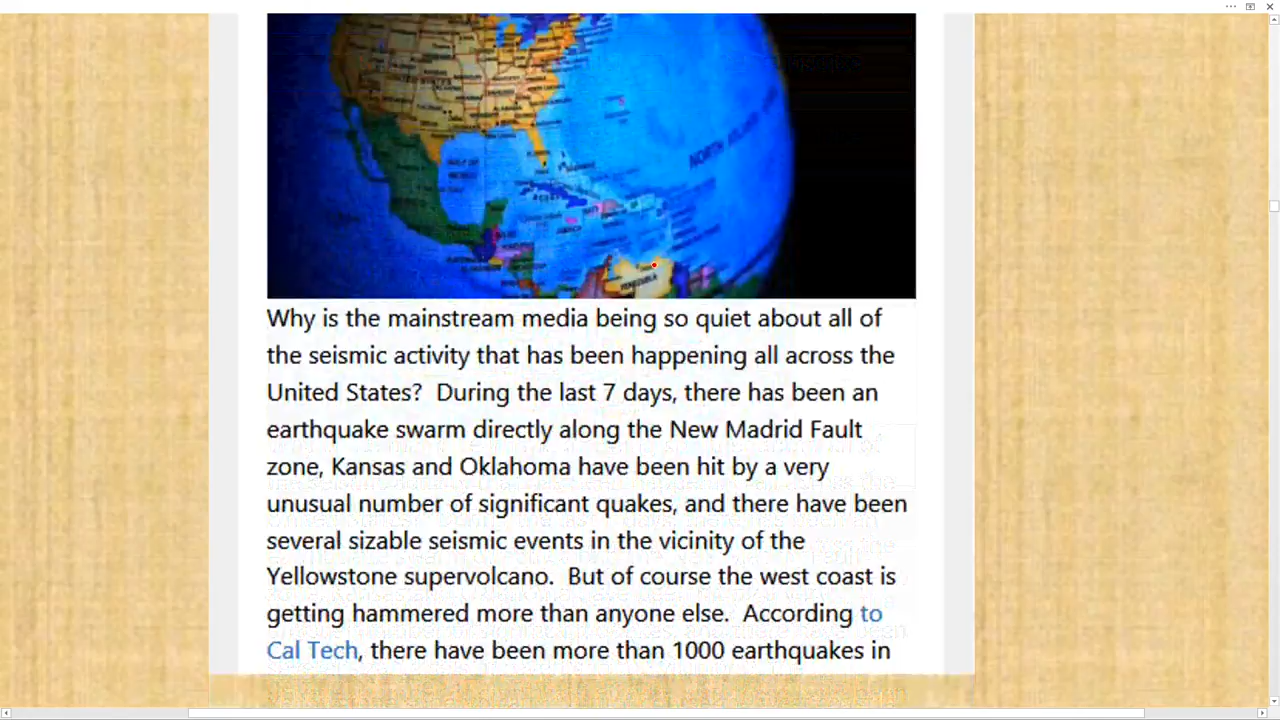 NORTH ATLANTIC
VENEZUELA
Why is the mainstream media being so quiet about all of
the seismic activity that has been happening all across the
United States?  During the last 7 days, there has been an
earthquake swarm directly along the New Madrid Fault
zone, Kansas and Oklahoma have been hit by a very
unusual number of significant quakes, and there have been
several sizable seismic events in the vicinity of the
Yellowstone supervolcano.  But of course the west coast is
getting hammered more than anyone else.  According to
Cal Tech, there have been more than 1000 earthquakes in